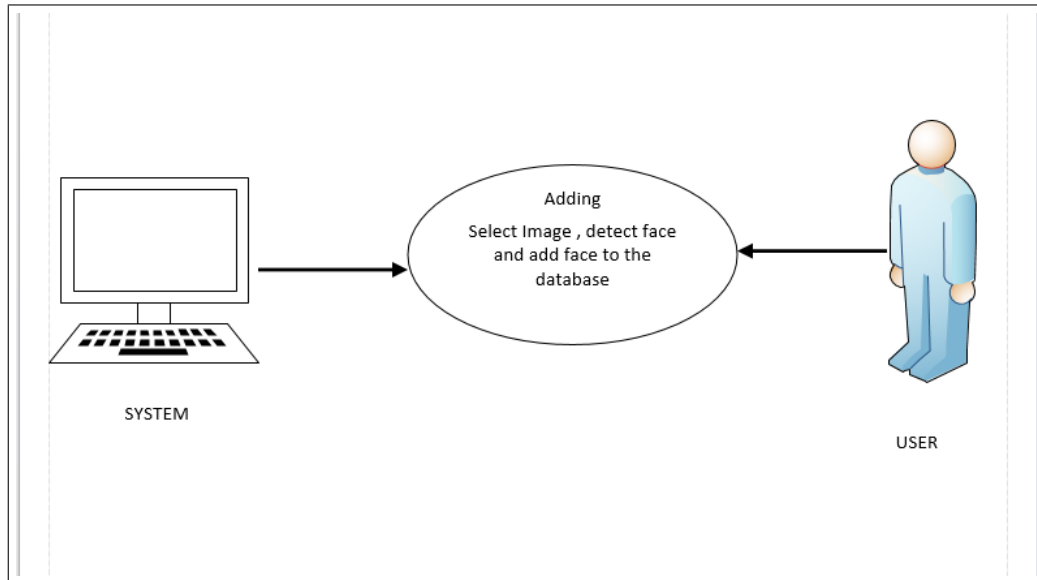 Adding
Select Image , detect face
and add face to the
database
SYSTEM
USER